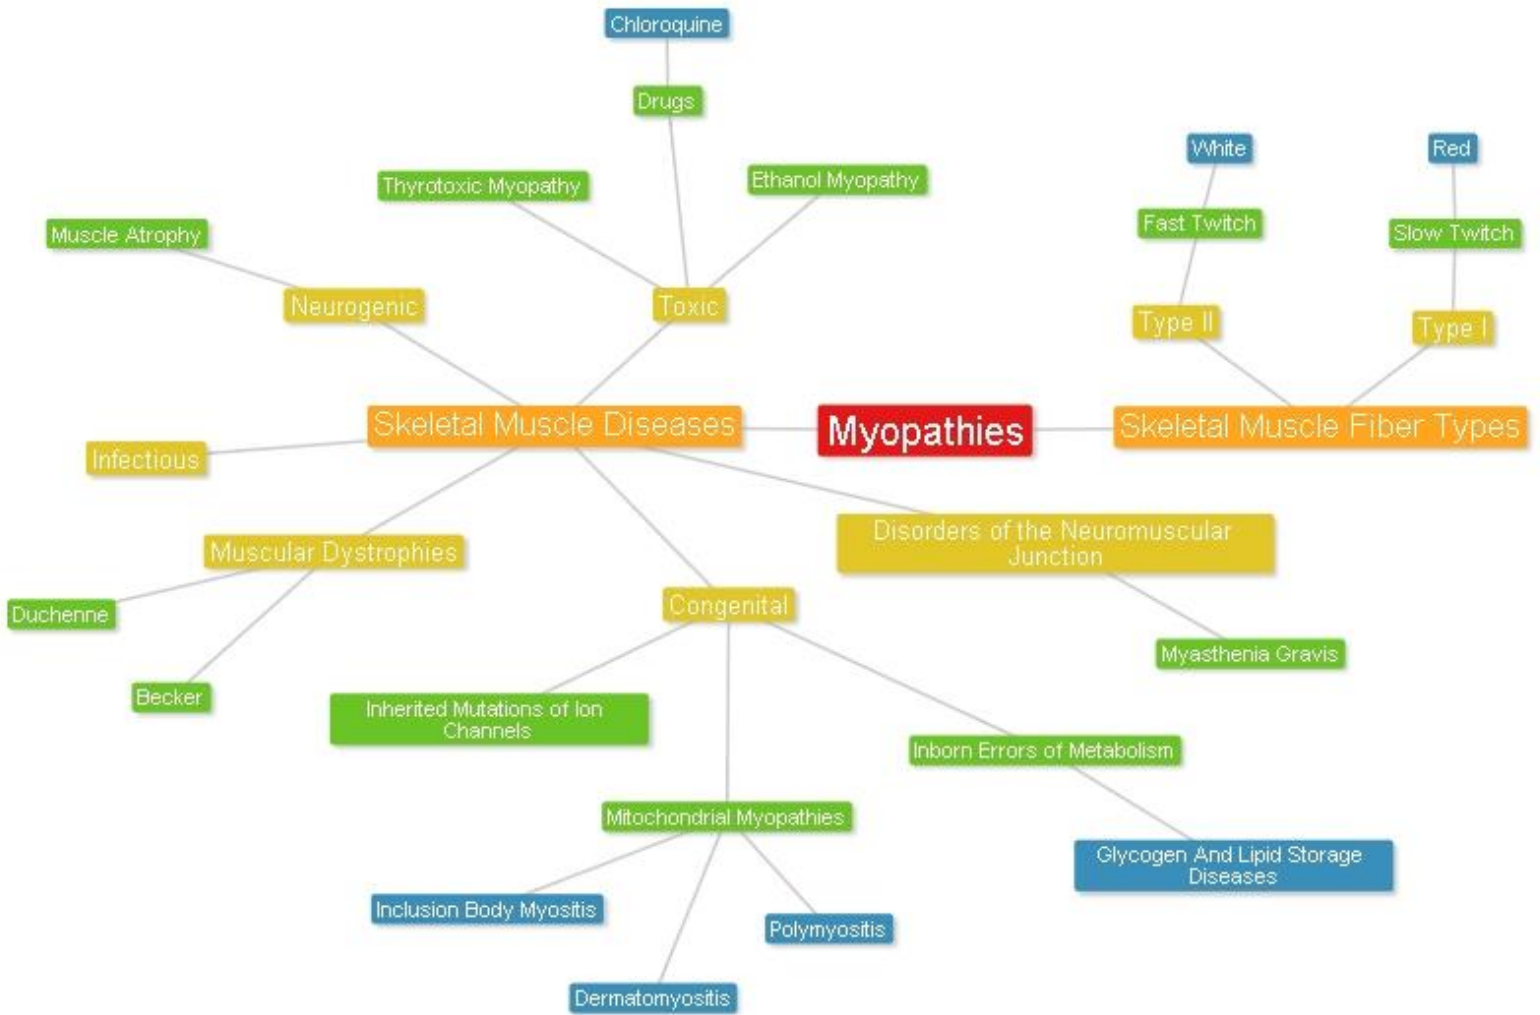 Chloroquine
Drugs
White
Red
Thyrotoxic Myopathy
Ethanol Myopathy
Muscle Atrophy
Fast Twitch
Slow Twitch
Neurogenic
Toxic
Type II
Type I
Skeletal Muscle Diseases
Myopathies
Skeletal Muscle Fiber Types
Infectious
Disorders of the Neuromuscular
Junction
Muscular Dystrophies
Duchenne
Congenital
Myasthenia Gravis
Becker
Inherited Mutations of Ion
Channels
Inborn Errors of Metabolism
Mitochondrial Myopathies
Glycogen And Lipid Storage
Diseases
Inclusion Body Myositis
Polymyositis
Dermatomyositis